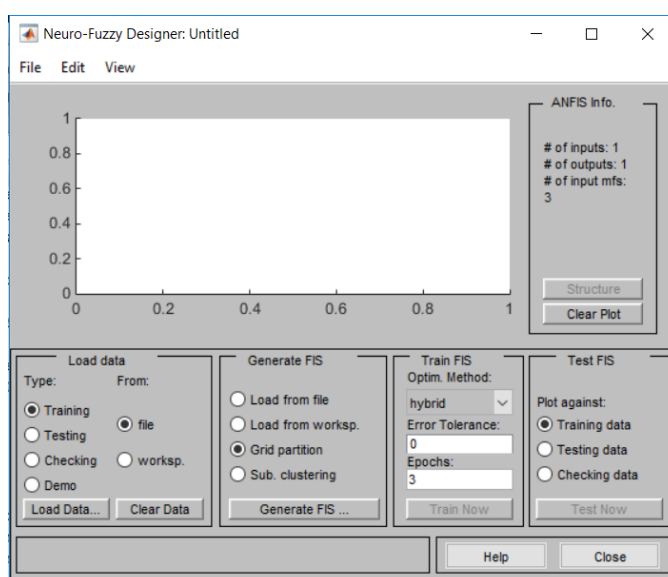 Neuro-Fuzzy Designer: Untitled
File Edit View
1
0.8
0.6
0.4
0.2
0
0 0.2 0.4 0.6 0.8 1
ANFIS Info.
# of inputs: 1
# of outputs: 1
# of input mfs:
3
Structure
Clear Plot
Load data
Type: From:
Training
Testing
Checking
Demo
file
worksp.
Load Data... Clear Data
Generate FIS
Load from file
Load from worksp.
Grid partition
Sub. clustering
Generate FIS ...
Train FIS
Optim. Method:
hybrid
Error Tolerance:
0
Epochs:
3
Train Now
Test FIS
Plot against:
Training data
Testing data
Checking data
Test Now
Help Close